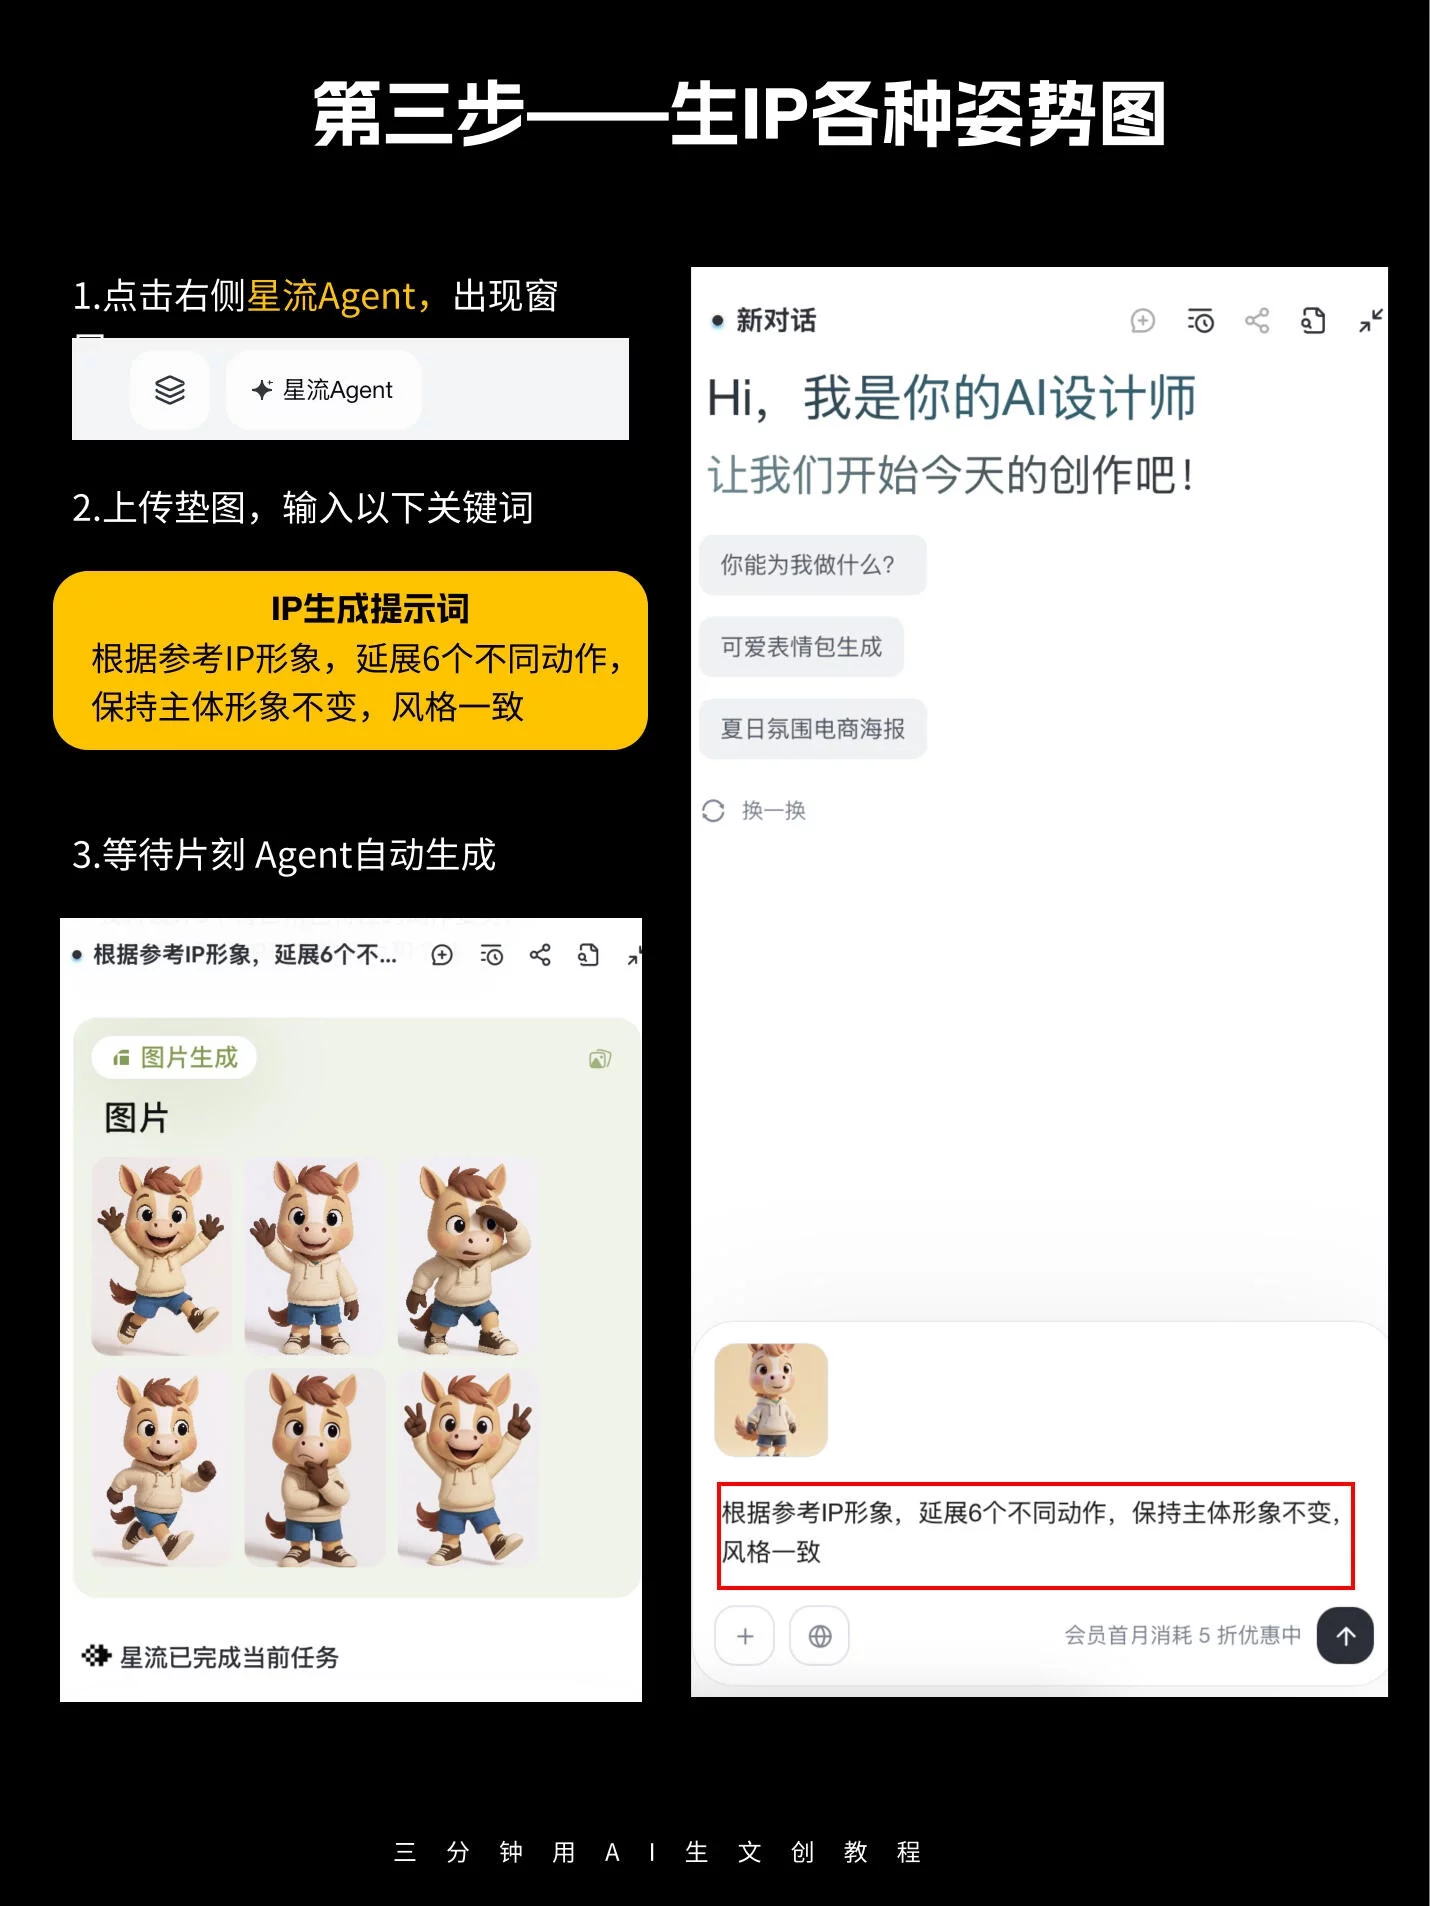 第三步——生IP各种姿势图
1.点击右侧星流Agent，出现窗
星流Agent
2.上传垫图，输入以下关键词
IP生成提示词
根据参考IP形象，延展6个不同动作，
保持主体形象不变，风格一致
3.等待片刻 Agent自动生成
根据参考IP形象，延展6个不...
图片生成
图片
星流已完成当前任务
新对话
Hi，我是你的AI设计师
让我们开始今天的创作吧！
你能为我做什么？
可爱表情包生成
夏日氛围电商海报
换一换
根据参考IP形象，延展6个不同动作，保持主体形象不变，
风格一致
会员首月消耗 5 折优惠中
三分钟用AI生文创教程